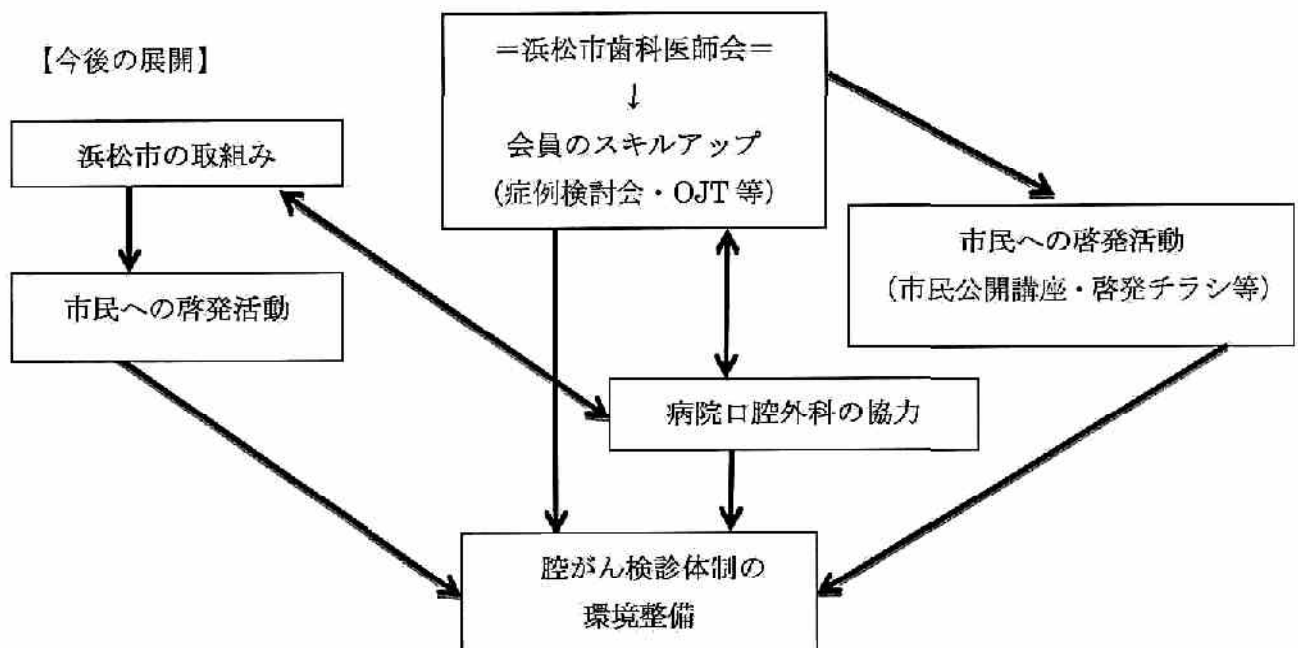 【今後の展開】
＝浜松市歯科医師会＝
↓
会員のスキルアップ
（症例検討会・OJT 等）
浜松市の取組み
市民への啓発活動
市民への啓発活動
（市民公開講座・啓発チラシ等）
病院口腔外科の協力
腔がん検診体制の
環境整備